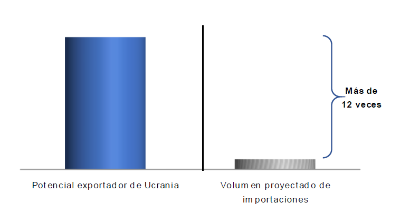 Más de
12 veces
Potencial exportador de Ucrania
Volumen proyectado de
importaciones